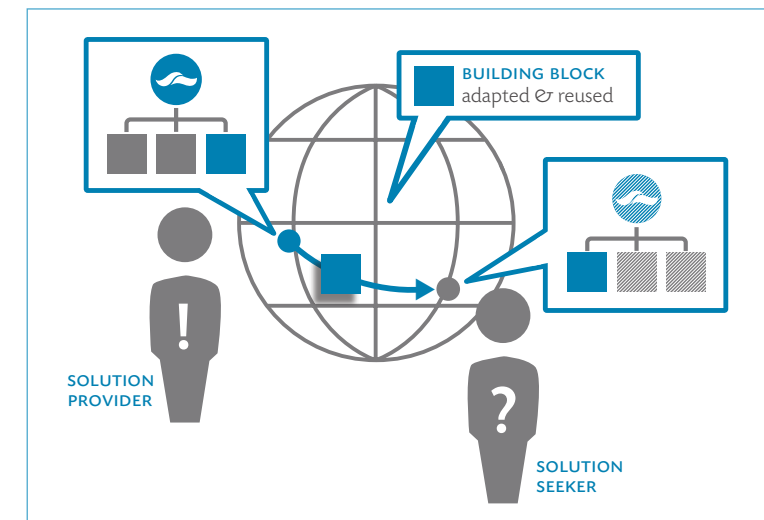 BUILDING BLOCK
adapted & reused
!
SOLUTION
PROVIDER
?
SOLUTION
SEEKER